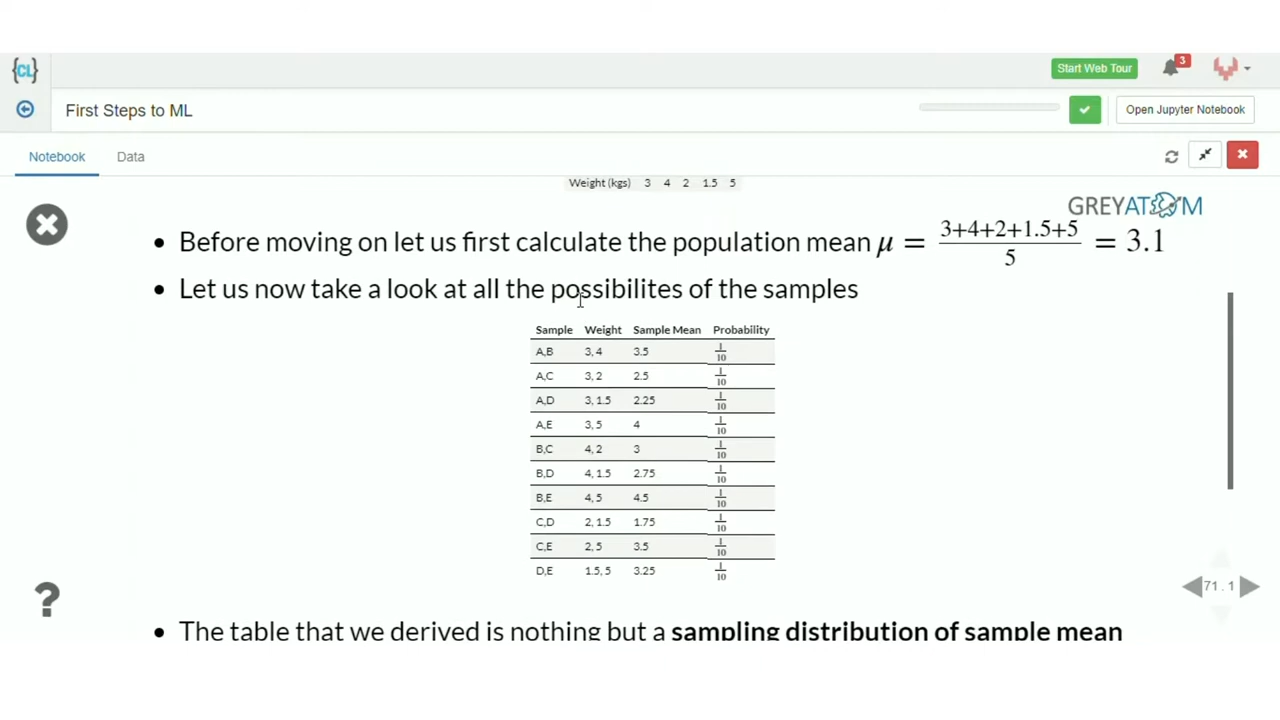 {CL}
Start Web Tour
3
First Steps to ML
Open Jupyter Notebook
Notebook Data
Weight (kgs) 3 4 2 1.5 5
GREYATOM
• Before moving on let us first calculate the population mean μ = 3+4+2+1.5+5 / 5 = 3.1
• Let us now take a look at all the possibilites of the samples
Sample Weight Sample Mean Probability
A,B 3, 4 3.5 1/10
A,C 3, 2 2.5 1/10
A,D 3, 1.5 2.25 1/10
A,E 3, 5 4 1/10
B,C 4, 2 3 1/10
B,D 4, 1.5 2.75 1/10
B,E 4, 5 4.5 1/10
C,D 2, 1.5 1.75 1/10
C,E 2, 5 3.5 1/10
D,E 1.5, 5 3.25 1/10
71 . 1
?
• The table that we derived is nothing but a sampling distribution of sample mean